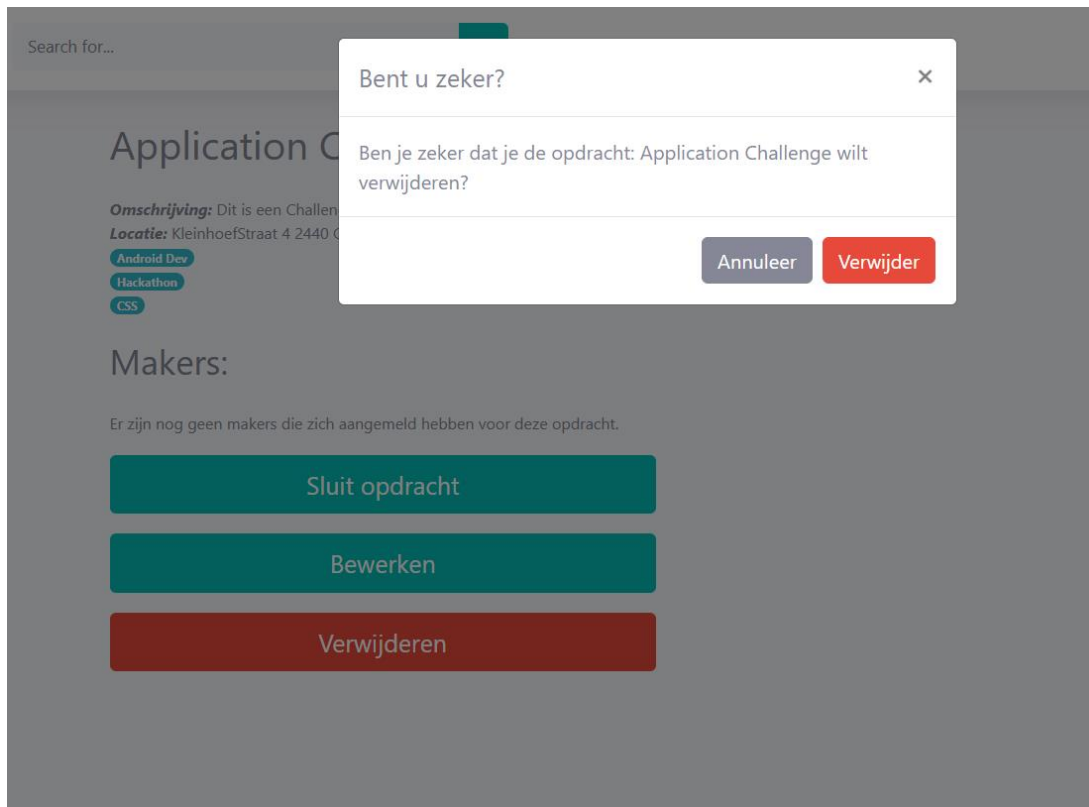 Search for...
Bent u zeker?
×
Ben je zeker dat je de opdracht: Application Challenge wilt
verwijderen?
Annuleer
Verwijder
Application C
Omschrijving: Dit is een Challen
Locatie: KleinhoefStraat 4 2440
Android Dev
Hackathon
CSS
Makers:
Er zijn nog geen makers die zich aangemeld hebben voor deze opdracht.
Sluit opdracht
Bewerken
Verwijderen